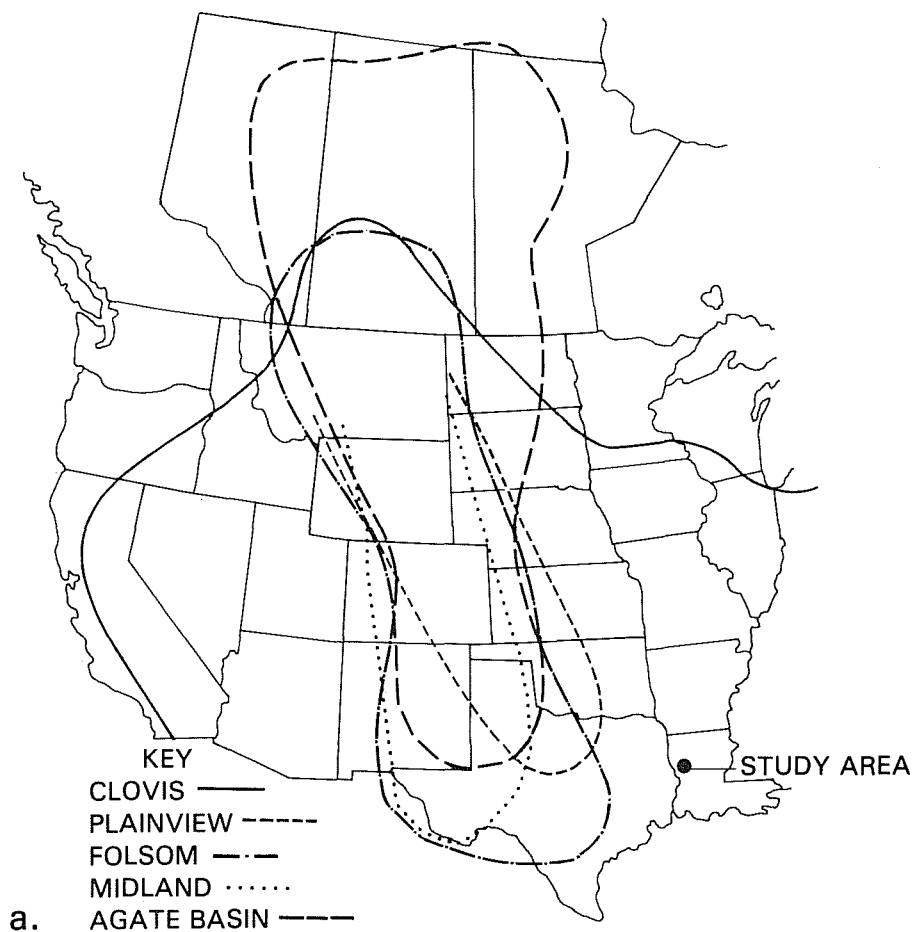 STUDY AREA
KEY
CLOVIS
PLAINVIEW
FOLSOM
MIDLAND
a. AGATE BASIN